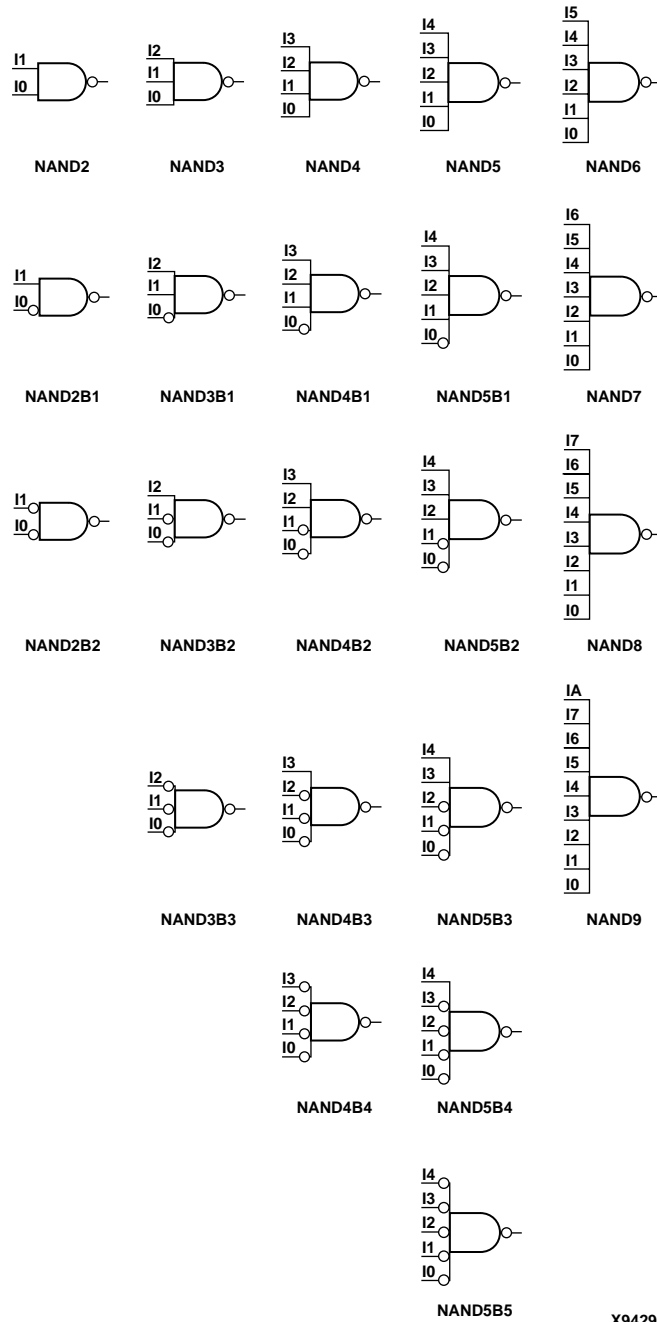 I1
I0
NAND2
I2
I1
I0
NAND3
I3
I2
I1
I0
NAND4
I4
I3
I2
I1
I0
NAND5
I5
I4
I3
I2
I1
I0
NAND6
I1
I0
NAND2B1
I2
I1
I0
NAND3B1
I3
I2
I1
I0
NAND4B1
I4
I3
I2
I1
I0
NAND5B1
I6
I5
I4
I3
I2
I1
I0
NAND7
I1
I0
NAND2B2
I2
I1
I0
NAND3B2
I3
I2
I1
I0
NAND4B2
I4
I3
I2
I1
I0
NAND5B2
I7
I6
I5
I4
I3
I2
I1
I0
NAND8
I2
I1
I0
NAND3B3
I3
I2
I1
I0
NAND4B3
I4
I3
I2
I1
I0
NAND5B3
IA
I7
I6
I5
I4
I3
I2
I1
I0
NAND9
I3
I2
I1
I0
NAND4B4
I4
I3
I2
I1
I0
NAND5B4
I4
I3
I2
I1
I0
NAND5B5
X9429